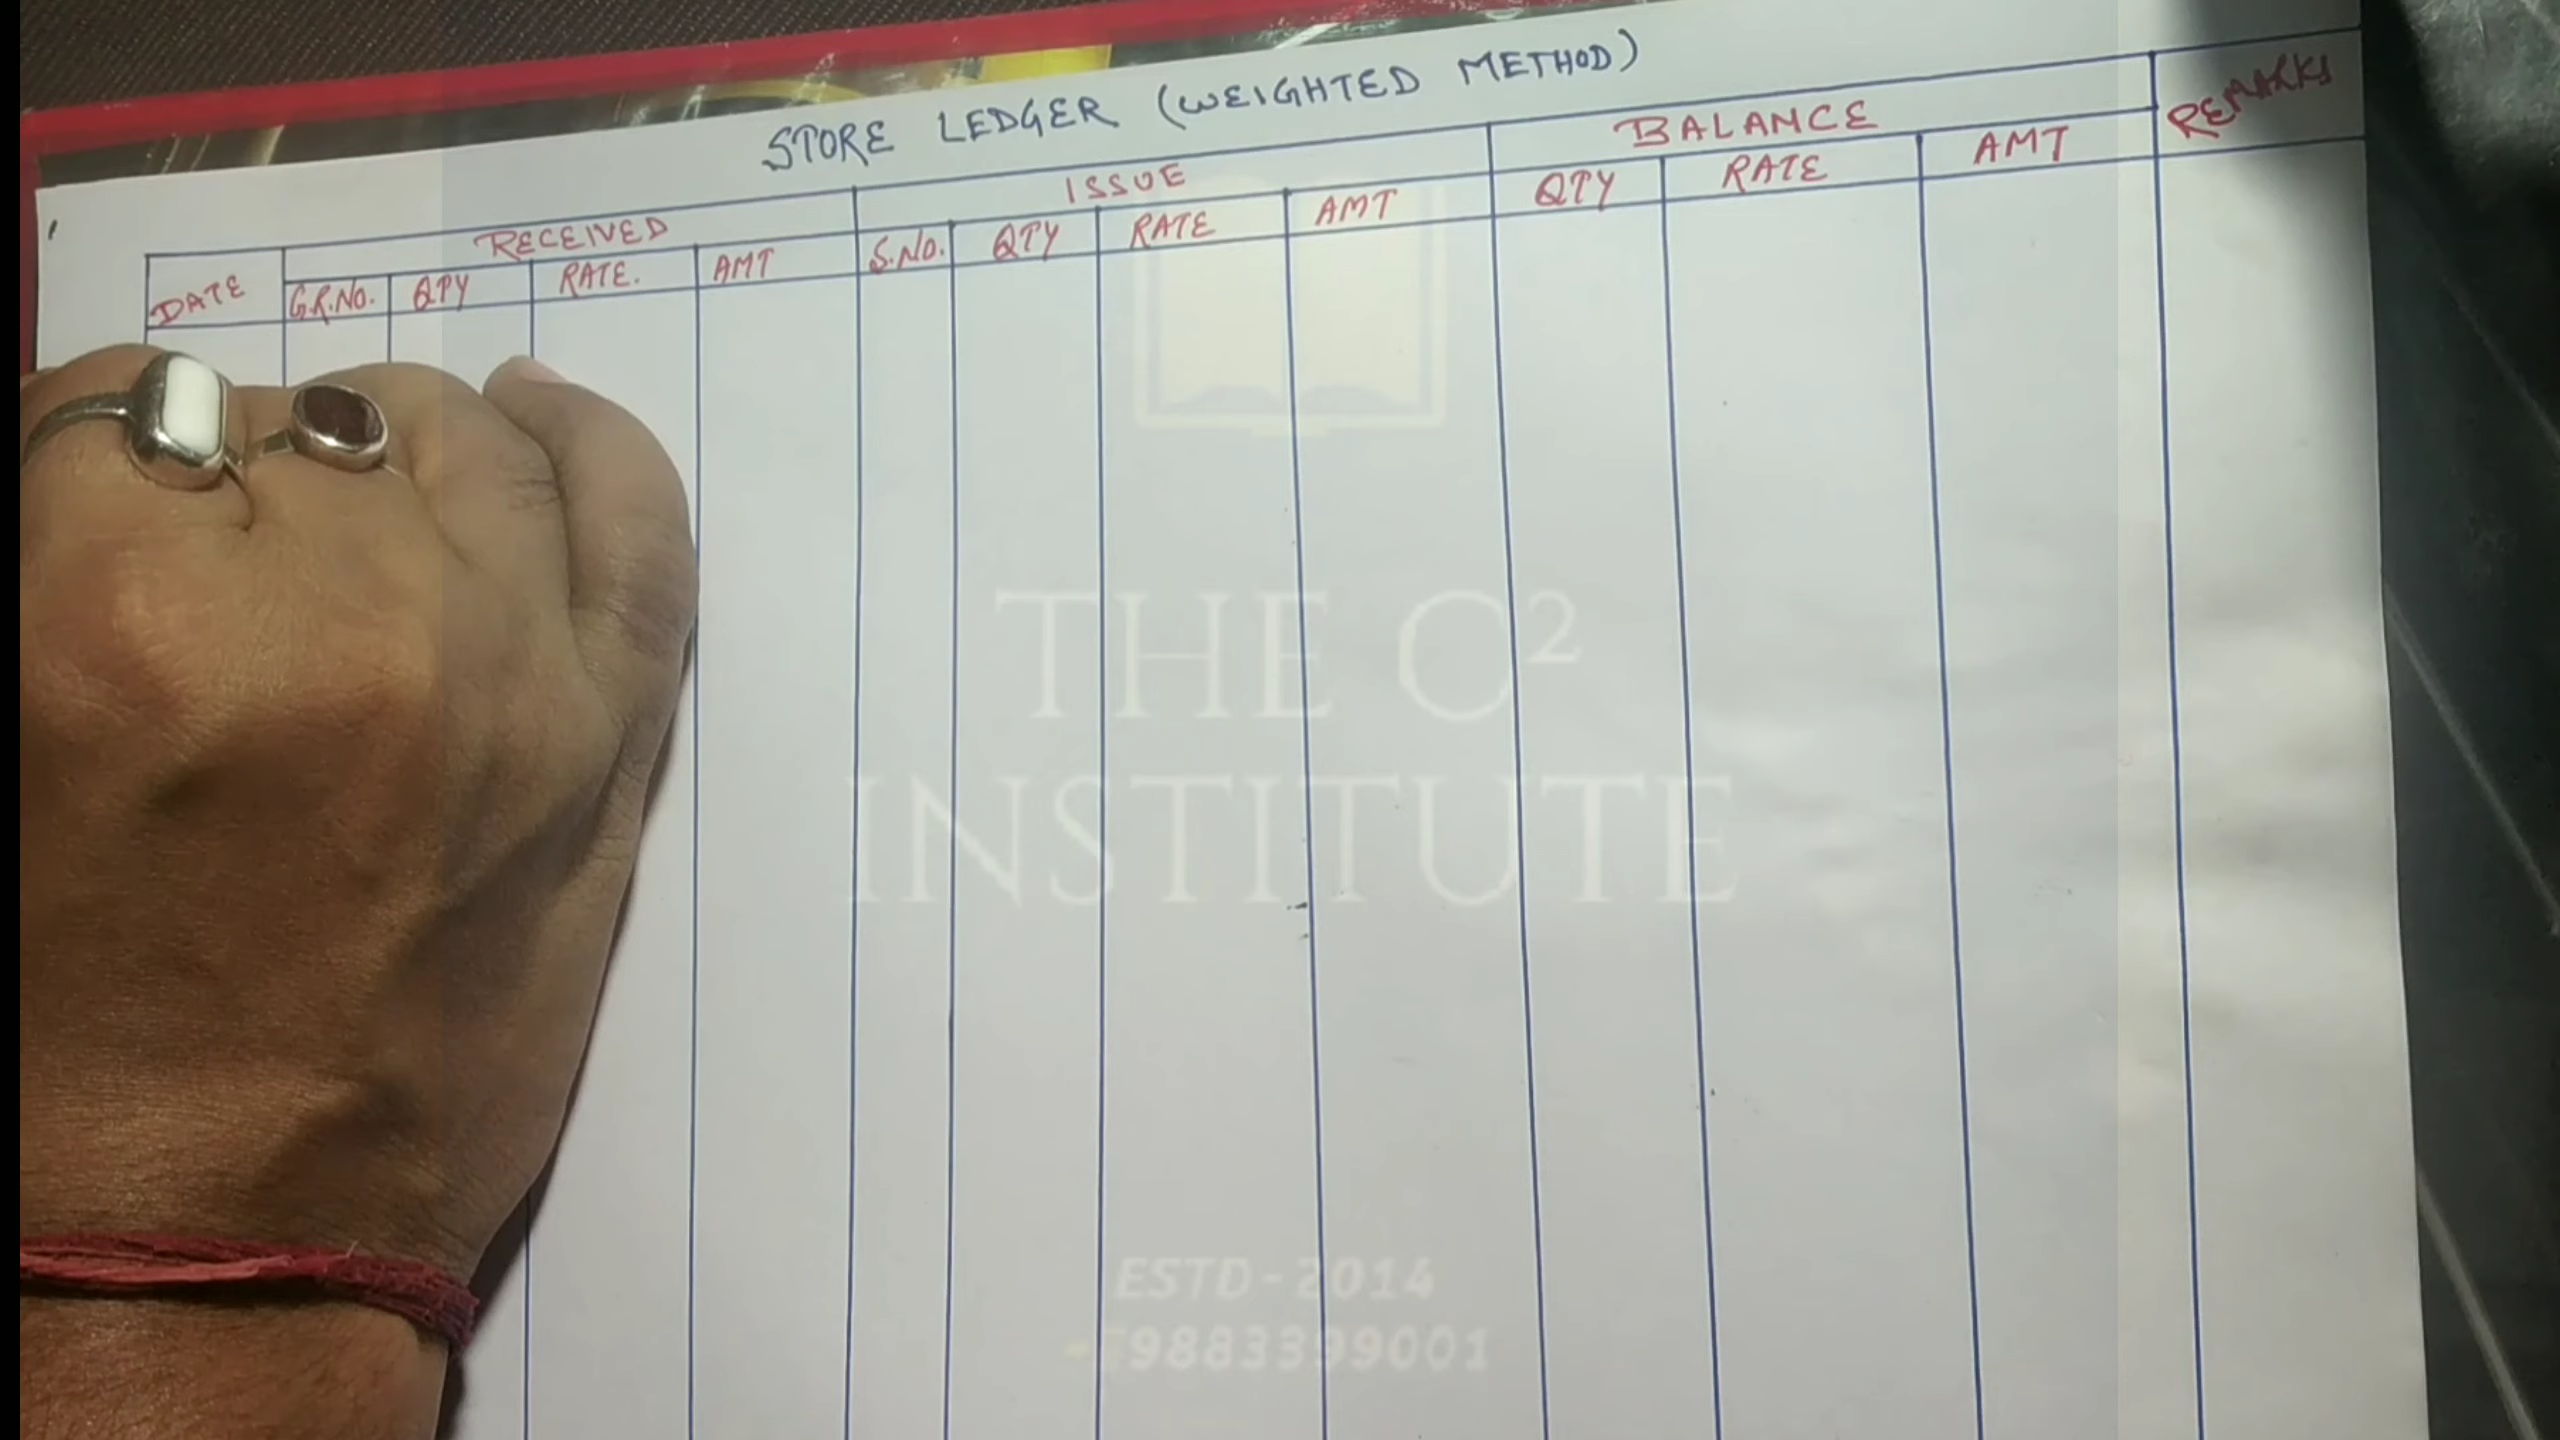 STORE LEDGER (WEIGHTED METHOD)
DATE RECEIVED ISSUE BALANCE REMARKS
G.R.NO. QTY RATE. AMT S.NO. QTY RATE AMT QTY RATE AMT
THE C²
INSTITUTE
ESTD-2014
9883399001